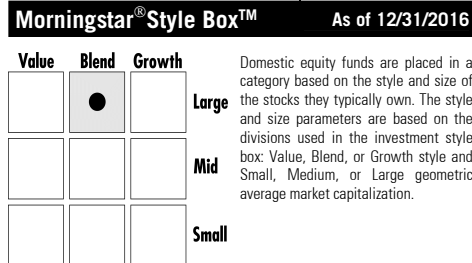 Morningstar®Style Box™ As of 12/31/2016
Value Blend Growth
Large
Mid
Small
Domestic equity funds are placed in a
category based on the style and size of
the stocks they typically own. The style
and size parameters are based on the
divisions used in the investment style
box: Value, Blend, or Growth style and
Small, Medium, or Large geometric
average market capitalization.